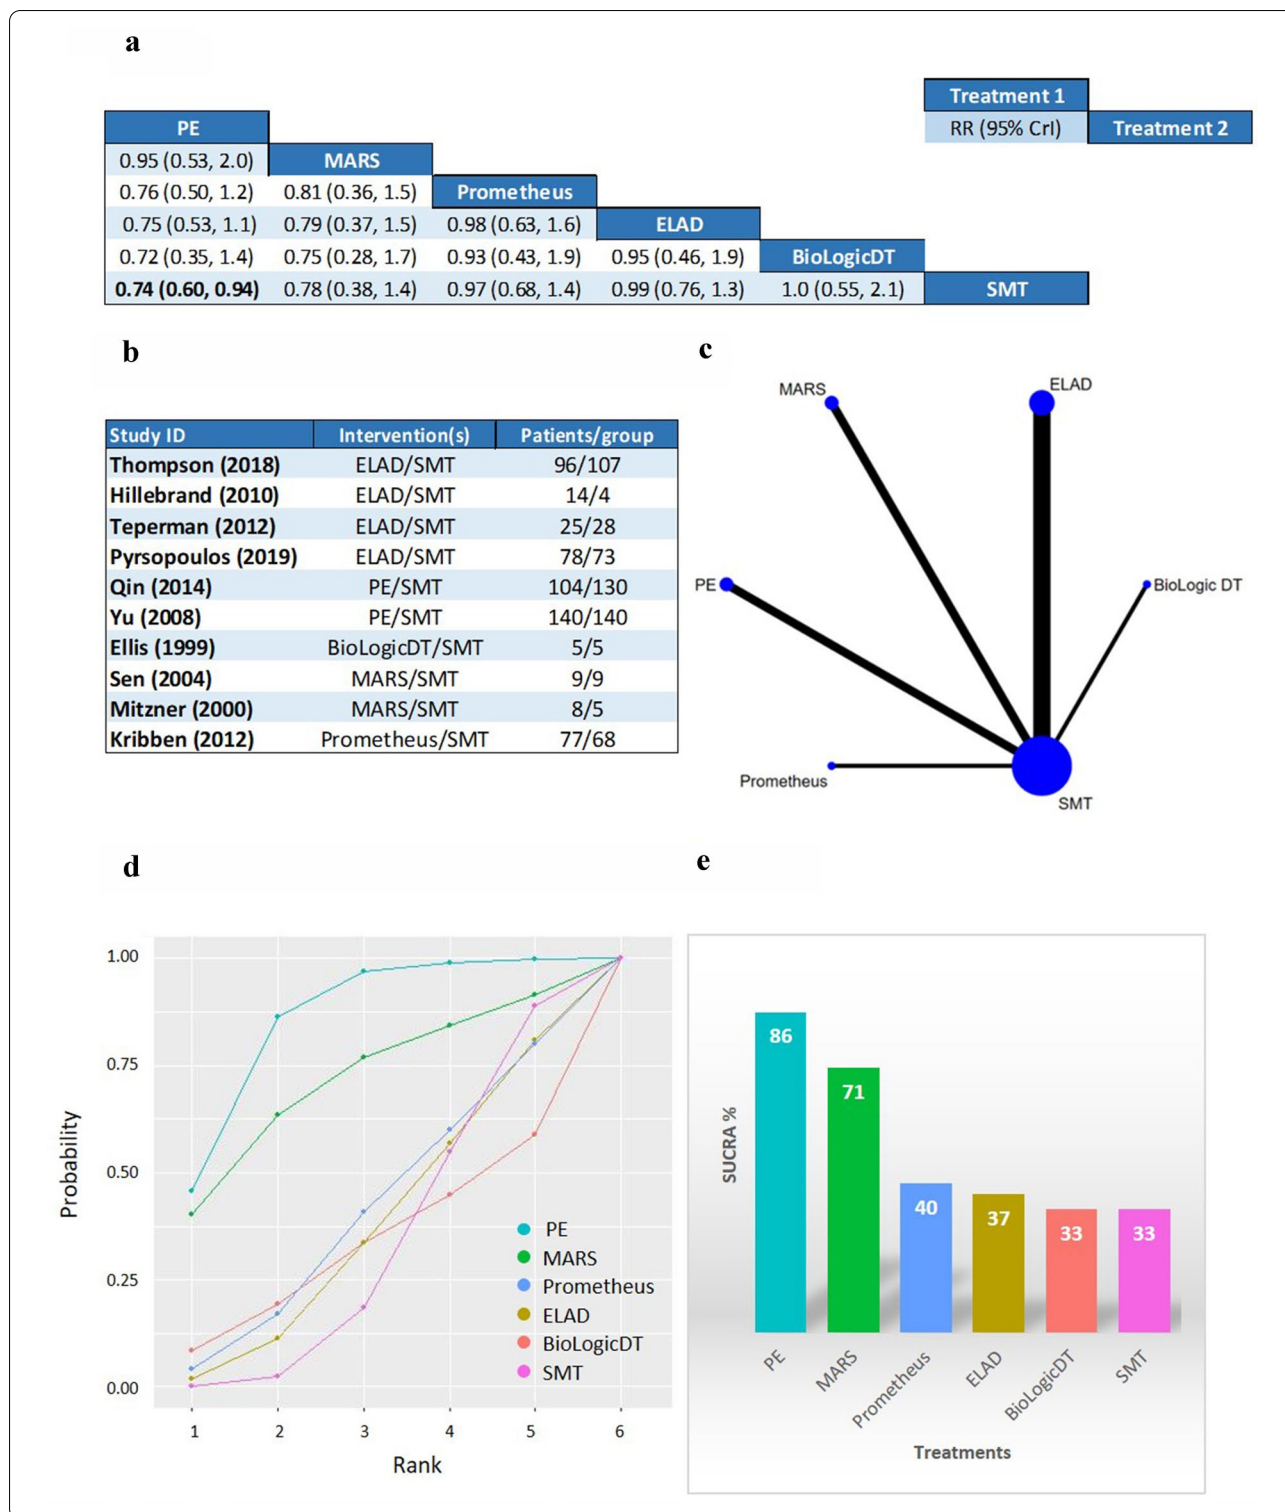 a
Treatment 1
PE RR (95% CrI) Treatment 2
0.95 (0.53, 2.0) MARS
0.76 (0.50, 1.2) 0.81 (0.36, 1.5) Prometheus
0.75 (0.53, 1.1) 0.79 (0.37, 1.5) 0.98 (0.63, 1.6) ELAD
0.72 (0.35, 1.4) 0.75 (0.28, 1.7) 0.93 (0.43, 1.9) 0.95 (0.46, 1.9) BioLogicDT
0.74 (0.60, 0.94) 0.78 (0.38, 1.4) 0.97 (0.68, 1.4) 0.99 (0.76, 1.3) 1.0 (0.55, 2.1) SMT
b
Study ID Intervention(s) Patients/group
Thompson (2018) ELAD/SMT 96/107
Hillebrand (2010) ELAD/SMT 14/4
Teperman (2012) ELAD/SMT 25/28
Pyrsopoulos (2019) ELAD/SMT 78/73
Qin (2014) PE/SMT 104/130
Yu (2008) PE/SMT 140/140
Ellis (1999) BioLogicDT/SMT 5/5
Sen (2004) MARS/SMT 9/9
Mitzner (2000) MARS/SMT 8/5
Kribben (2012) Prometheus/SMT 77/68
c
MARS
ELAD
PE
BioLogic DT
Prometheus
SMT
d
1.00
0.75
0.50
0.25
0.00
Probability
1 2 3 4 5 6
Rank
PE
MARS
Prometheus
ELAD
BioLogicDT
SMT
e
SUCRA %
86
71
40
37
33
33
PE
MARS
Prometheus
ELAD
BioLogicDT
SMT
Treatments